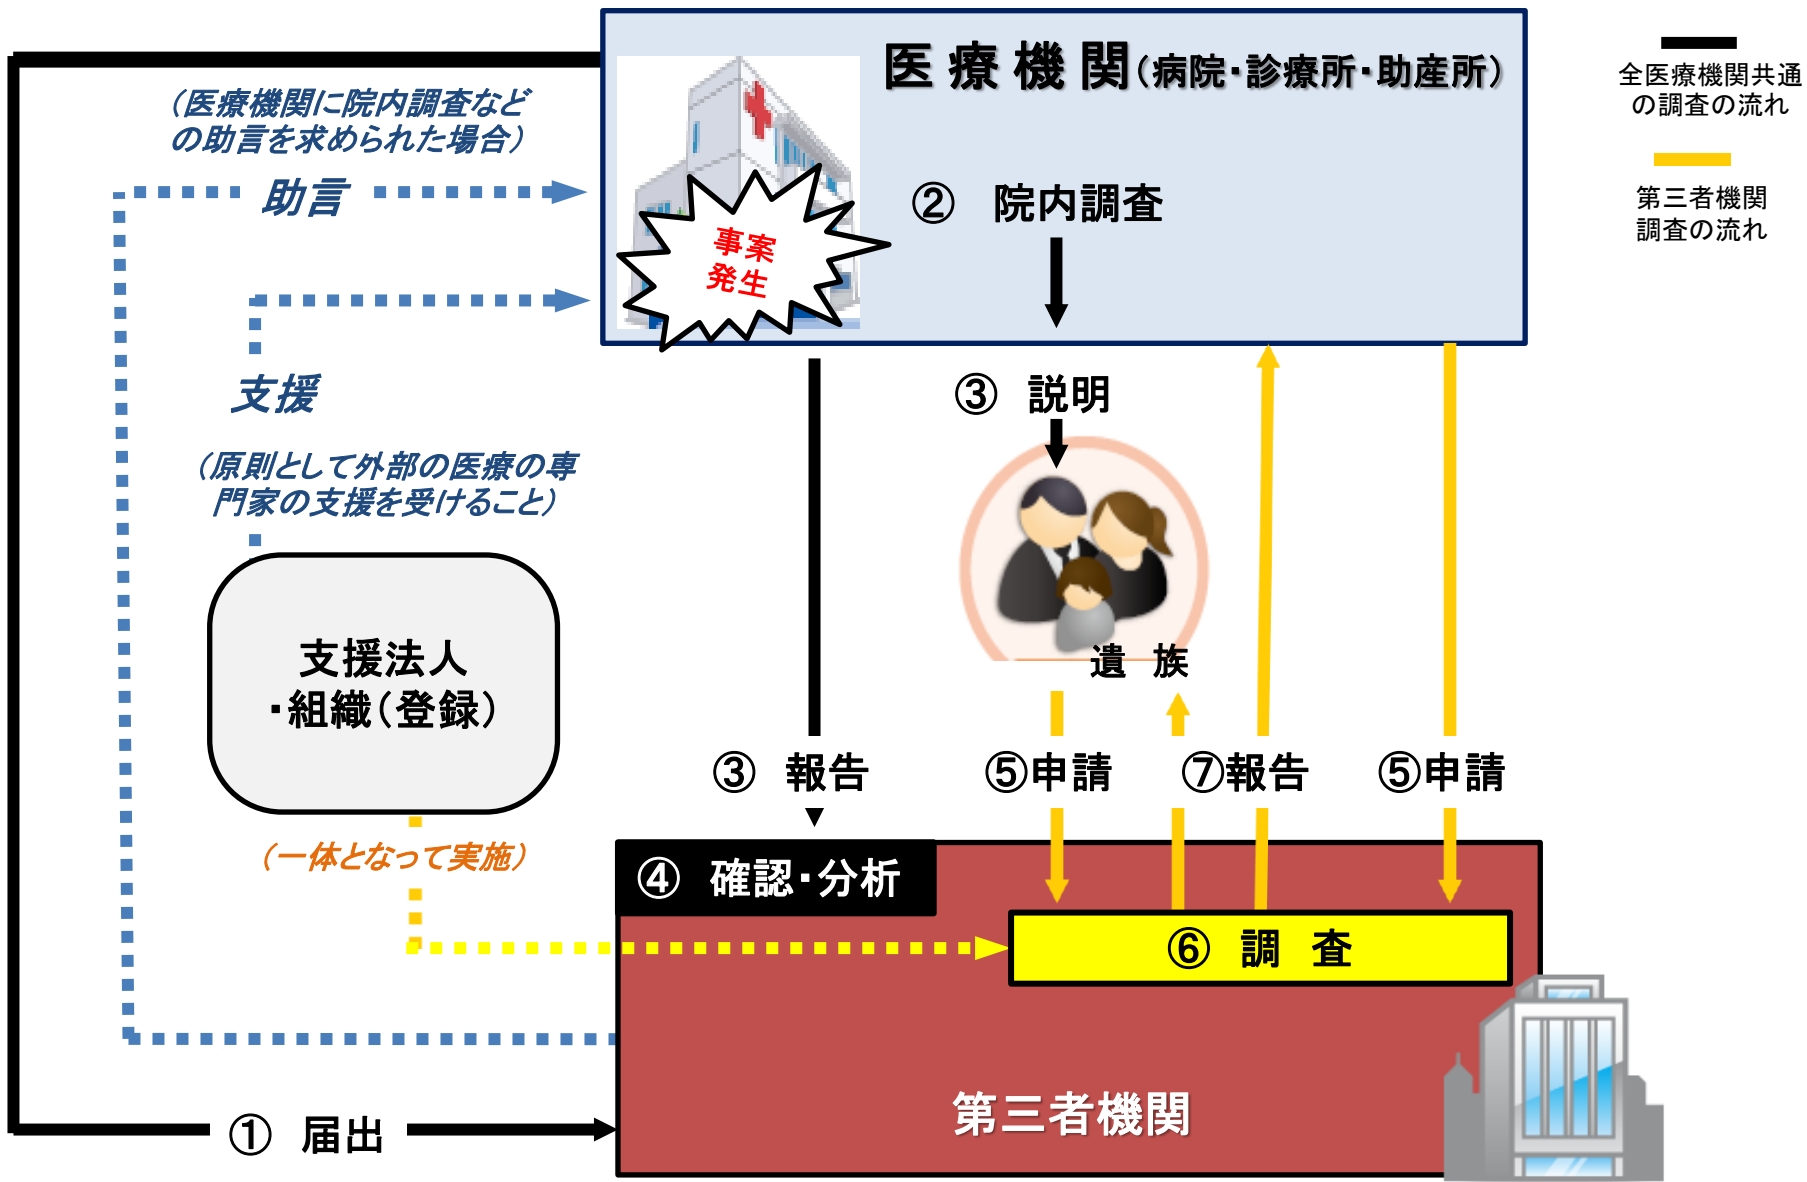 医療機関（病院・診療所・助産所）
全医療機関共通
の調査の流れ
第三者機関
調査の流れ
（医療機関に院内調査など
の助言を求められた場合）
助言
事案
発生
② 院内調査
支援
（原則として外部の医療の専
門家の支援を受けること）
③ 説明
遺 族
支援法人
・組織（登録）
③ 報告
⑤申請
⑦報告
⑤申請
（一体となって実施）
④ 確認・分析
⑥ 調 査
第三者機関
① 届出